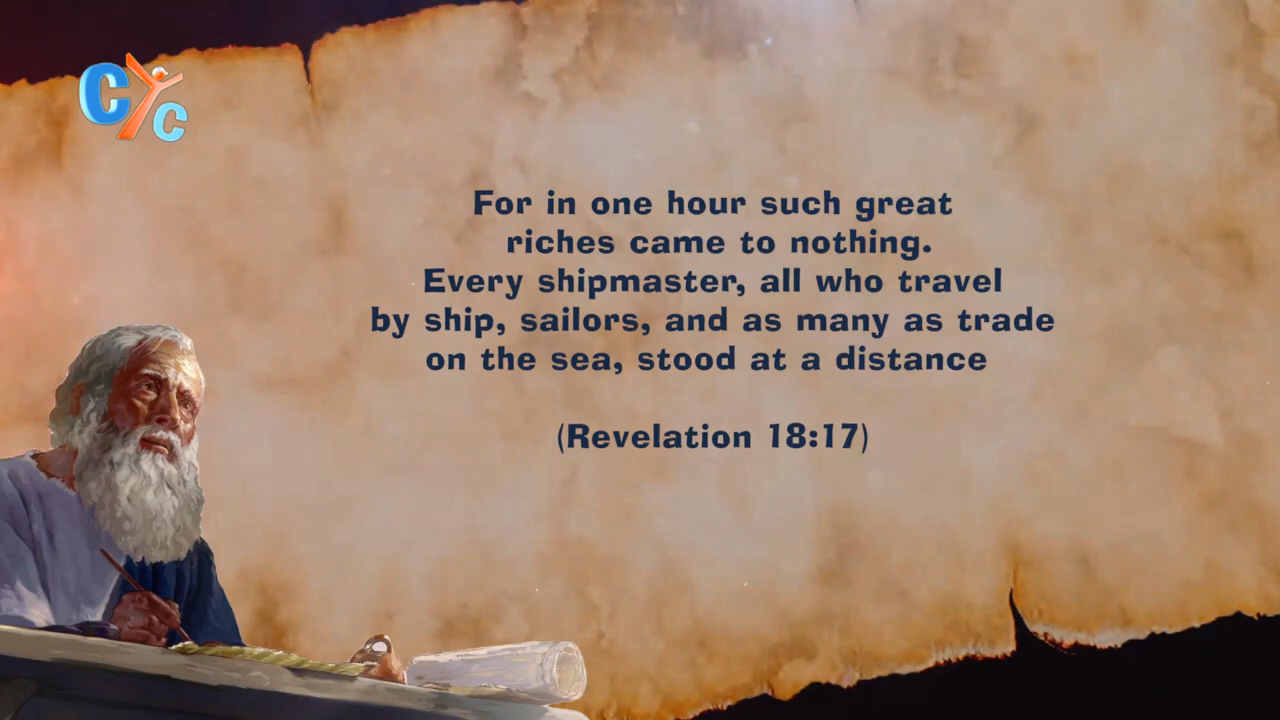 CYC
For in one hour such great
riches came to nothing.
Every shipmaster, all who travel
by ship, sailors, and as many as trade
on the sea, stood at a distance
(Revelation 18:17)